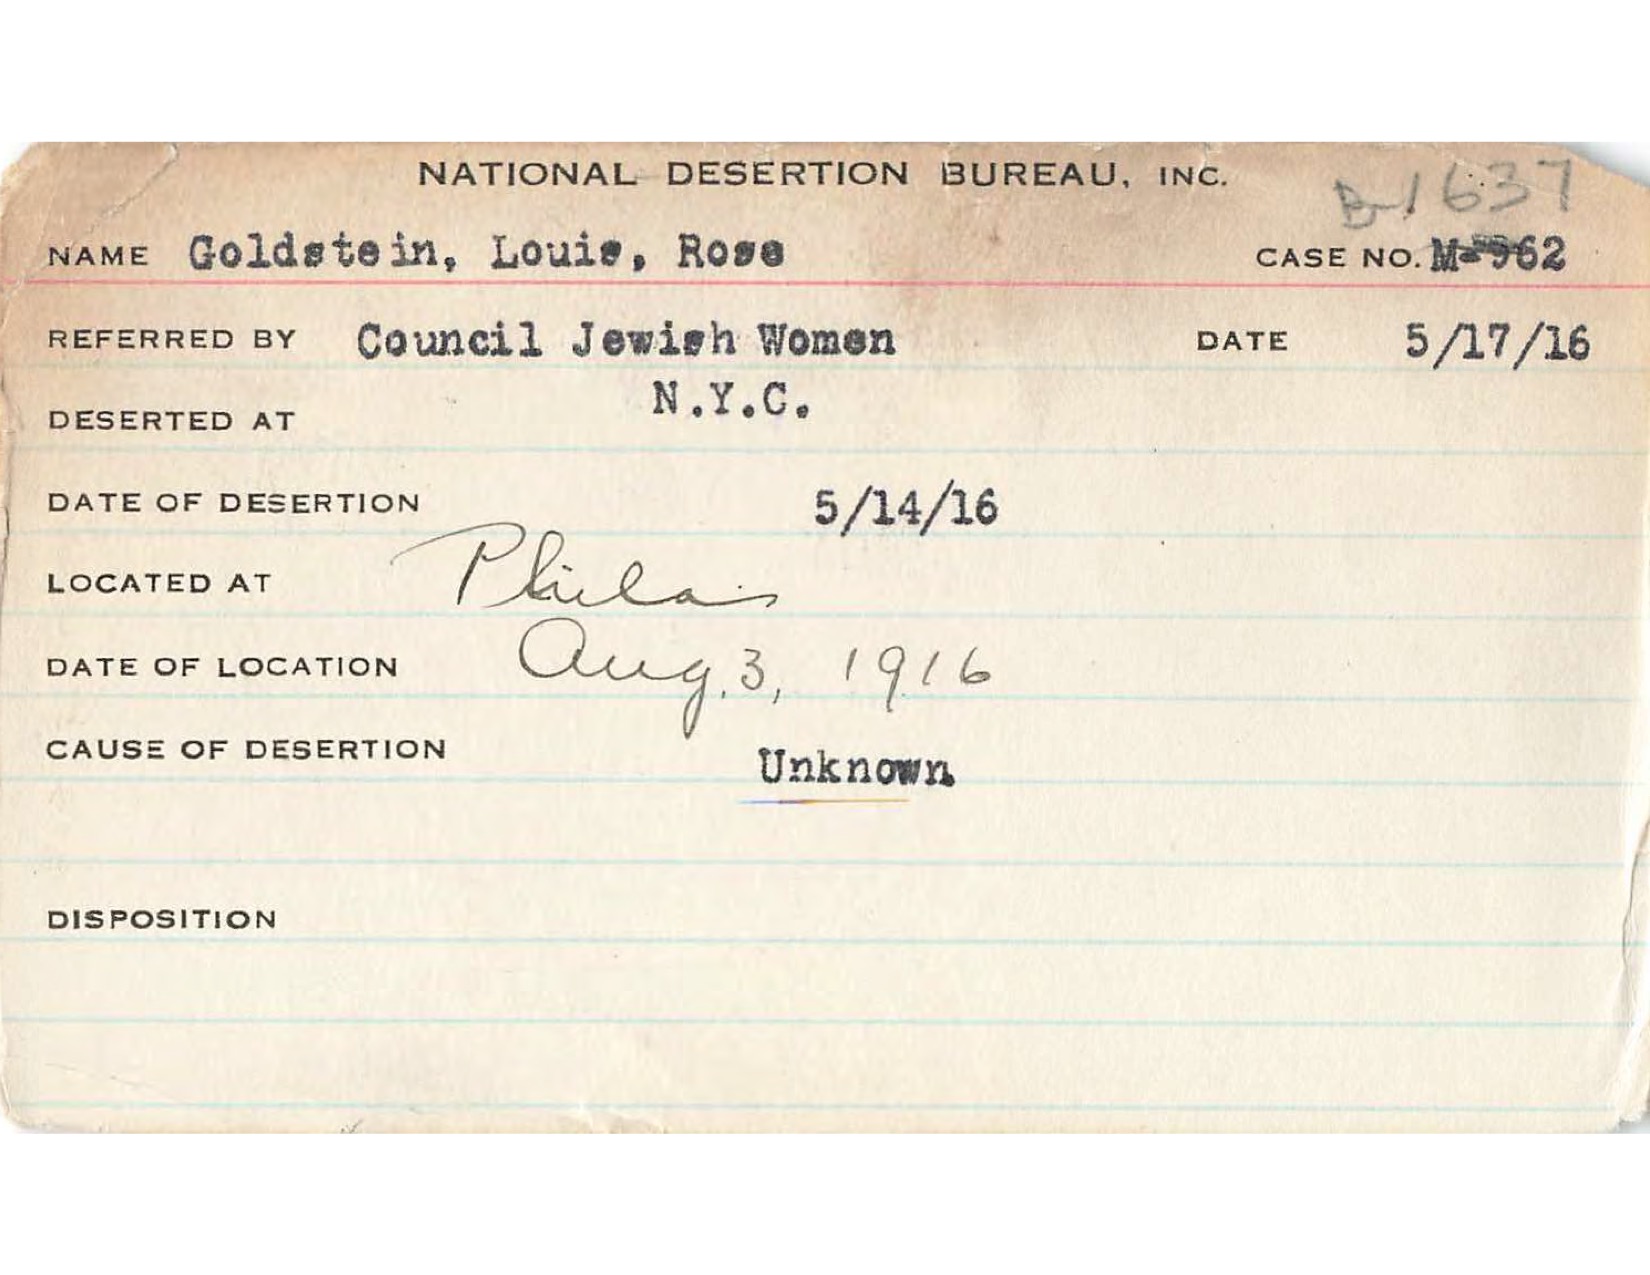 NATIONAL DESERTION BUREAU, INC.
B-1637
NAME Goldstein, Louis, Rose CASE NO. M-962
REFERRED BY Council Jewish Women DATE 5/17/16
N.Y.C.
DESERTED AT
DATE OF DESERTION 5/14/16
LOCATED AT Phila
DATE OF LOCATION Aug. 3, 1916
CAUSE OF DESERTION Unknown
DISPOSITION